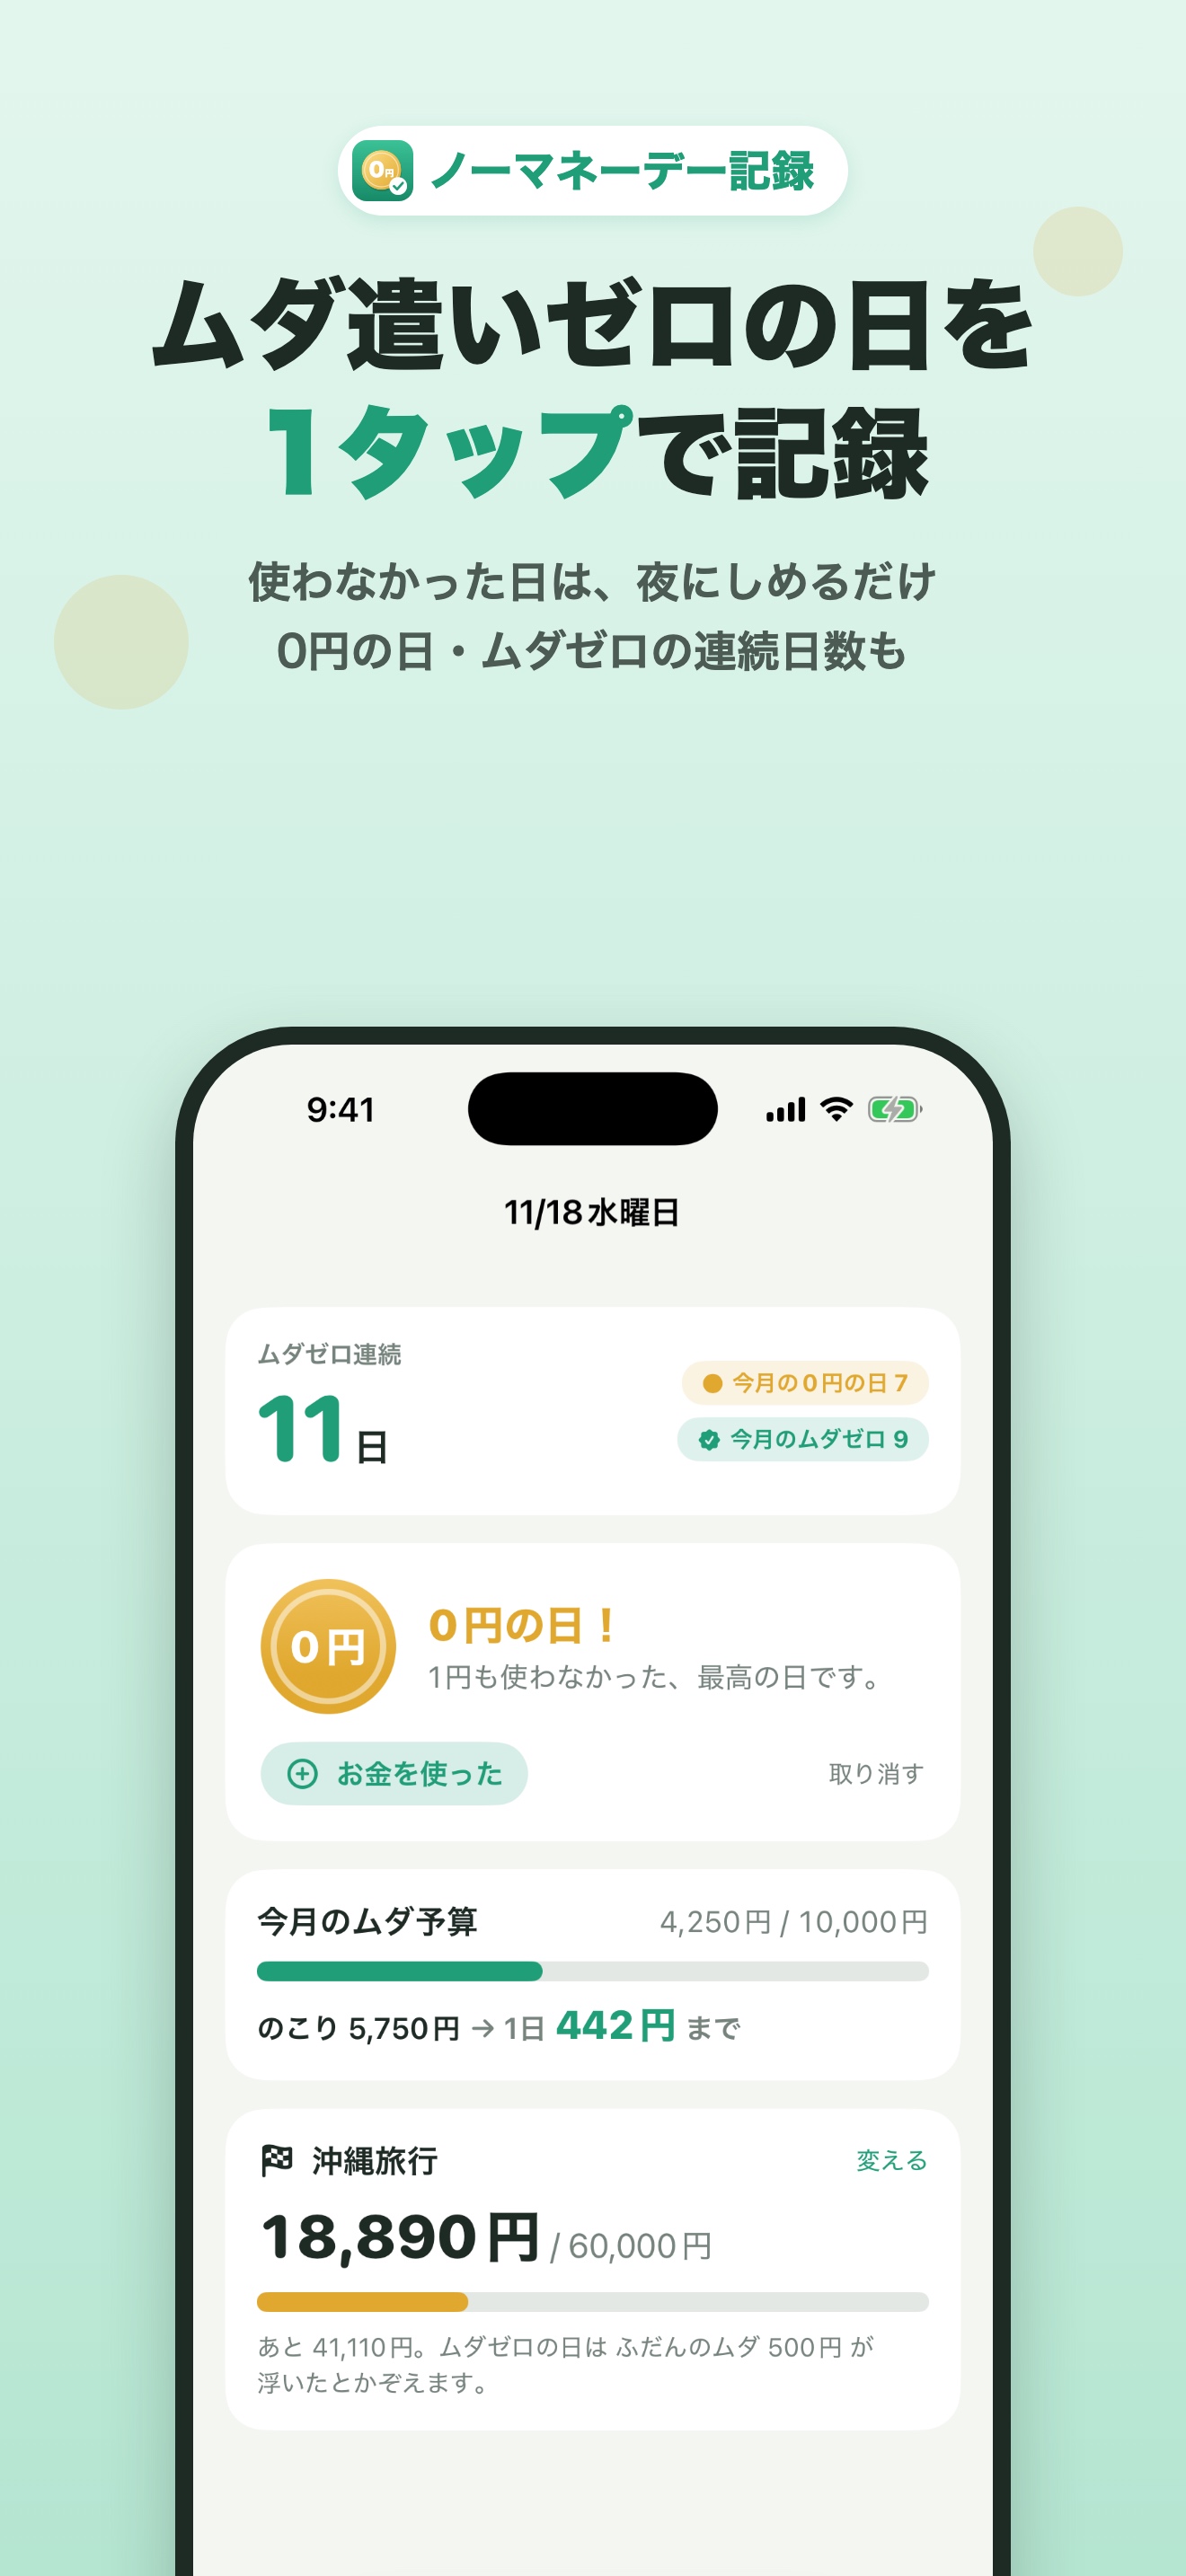 0円
ノーマネーデー記録
ムダ遣いゼロの日を
1タップで記録
使わなかった日は、夜にしめるだけ
0円の日・ムダゼロの連続日数も
9:41
11/18水曜日
ムダゼロ連続
11日
今月の0円の日 7
今月のムダゼロ 9
0円
0円の日！
1円も使わなかった、最高の日です。
お金を使った
取り消す
今月のムダ予算
4,250円 / 10,000円
のこり 5,750円 → 1日 442円 まで
沖縄旅行
変える
18,890円 / 60,000円
あと 41,110円。ムダゼロの日は ふだんのムダ 500円 が
浮いたとかぞえます。